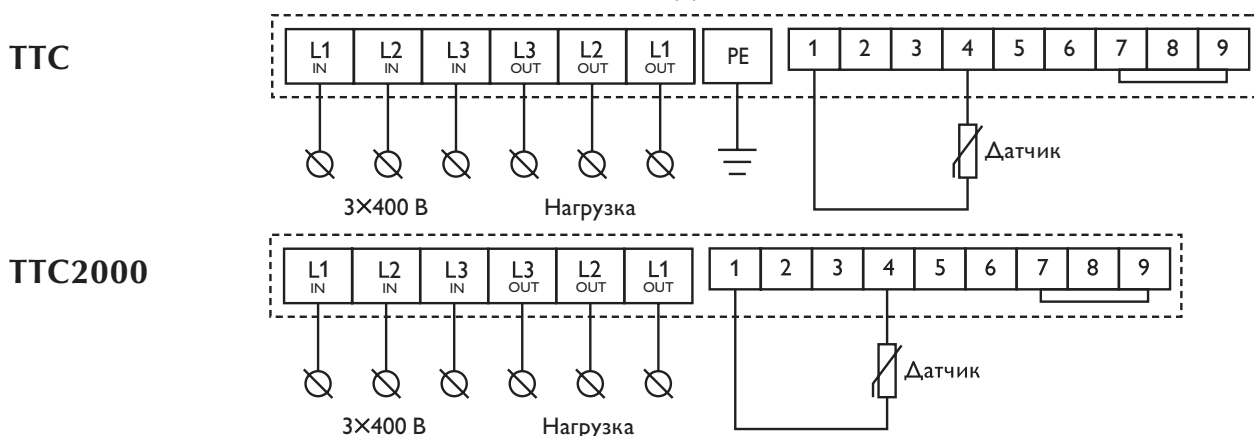 TTC
L1 L2 L3 L3 L2 L1 PE 1 2 3 4 5 6 7 8 9
IN IN IN OUT OUT OUT
Датчик
3×400 В Нагрузка
TTC2000
L1 L2 L3 L3 L2 L1 1 2 3 4 5 6 7 8 9
IN IN IN OUT OUT OUT
Датчик
3×400 В Нагрузка